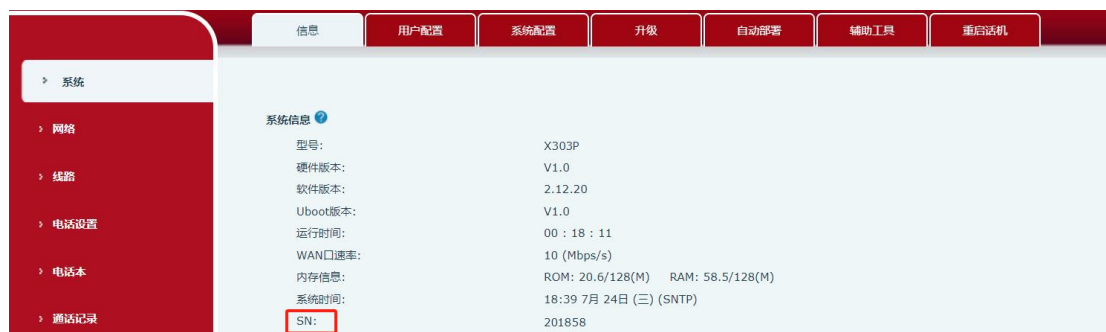 信息 用户配置 系统配置 升级 自动部署 辅助工具 重启话机
› 系统
› 网络
› 线路
› 电话设置
› 电话本
› 通话记录
系统信息 ?
型号: X303P
硬件版本: V1.0
软件版本: 2.12.20
Uboot版本: V1.0
运行时间: 00 : 18 : 11
WAN口速率: 10 (Mbps/s)
内存信息: ROM: 20.6/128(M) RAM: 58.5/128(M)
系统时间: 18:39 7月 24日 (三) (SNTP)
SN: 201858